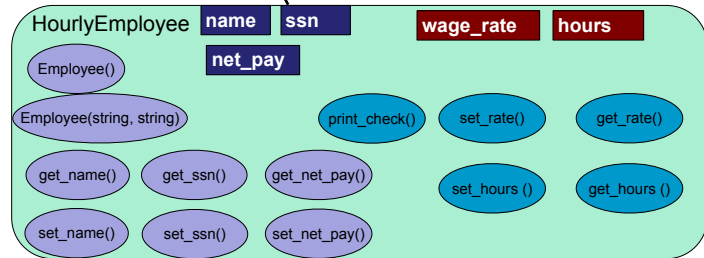 HourlyEmployee name ssn wage_rate hours
net_pay
Employee()
Employee(string, string) print_check() set_rate() get_rate()
get_name() get_ssn() get_net_pay() set_hours () get_hours ()
set_name() set_ssn() set_net_pay()